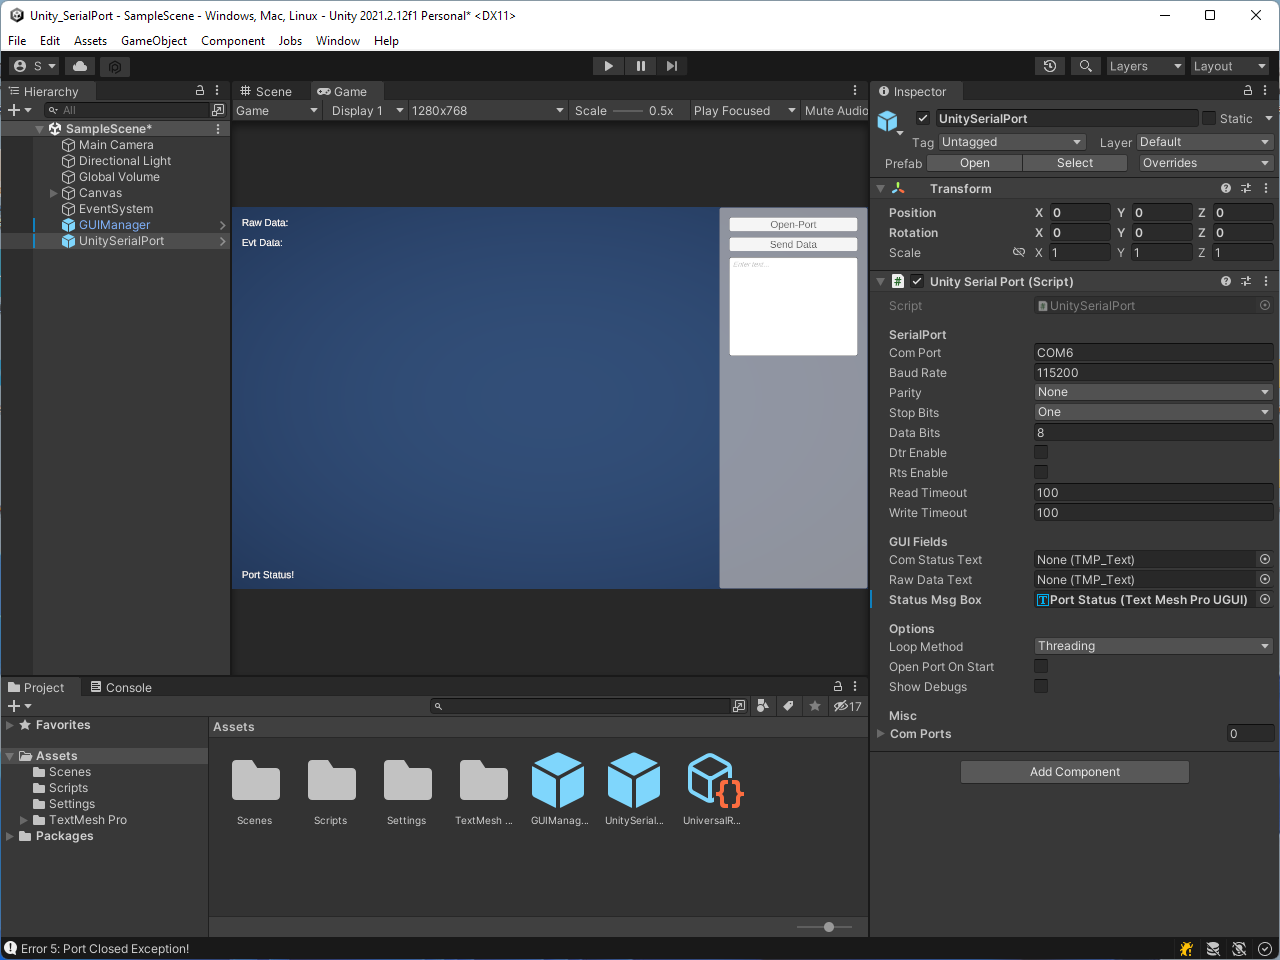 Unity_SerialPort - SampleScene - Windows, Mac, Linux - Unity 2021.2.12f1 Personal* <DX11>
File Edit Assets GameObject Component Jobs Window Help
S Layers Layout
Hierarchy
All
SampleScene*
Main Camera
Directional Light
Global Volume
Canvas
EventSystem
GUIManager
UnitySerialPort
Scene Game
Game Display 1 1280x768 Scale 0.5x Play Focused Mute Audio
Raw Data:
Evt Data:
Open-Port
Send Data
Enter text...
Port Status!
Inspector
UnitySerialPort Static
Tag Untagged Layer Default
Prefab Open Select Overrides
Transform
Position X 0 Y 0 Z 0
Rotation X 0 Y 0 Z 0
Scale X 1 Y 1 Z 1
# Unity Serial Port (Script)
Script UnitySerialPort
SerialPort
Com Port COM6
Baud Rate 115200
Parity None
Stop Bits One
Data Bits 8
Dtr Enable
Rts Enable
Read Timeout 100
Write Timeout 100
GUI Fields
Com Status Text None (TMP_Text)
Raw Data Text None (TMP_Text)
Status Msg Box Port Status (Text Mesh Pro UGUI)
Options
Loop Method Threading
Open Port On Start
Show Debugs
Misc
Com Ports 0
Add Component
Project Console
17
Favorites
Assets
Scenes
Scripts
Settings
TextMesh Pro
Packages
Assets
Scenes Scripts Settings TextMesh ... GUIManag... UnitySerial... UniversalR...
Error 5: Port Closed Exception!